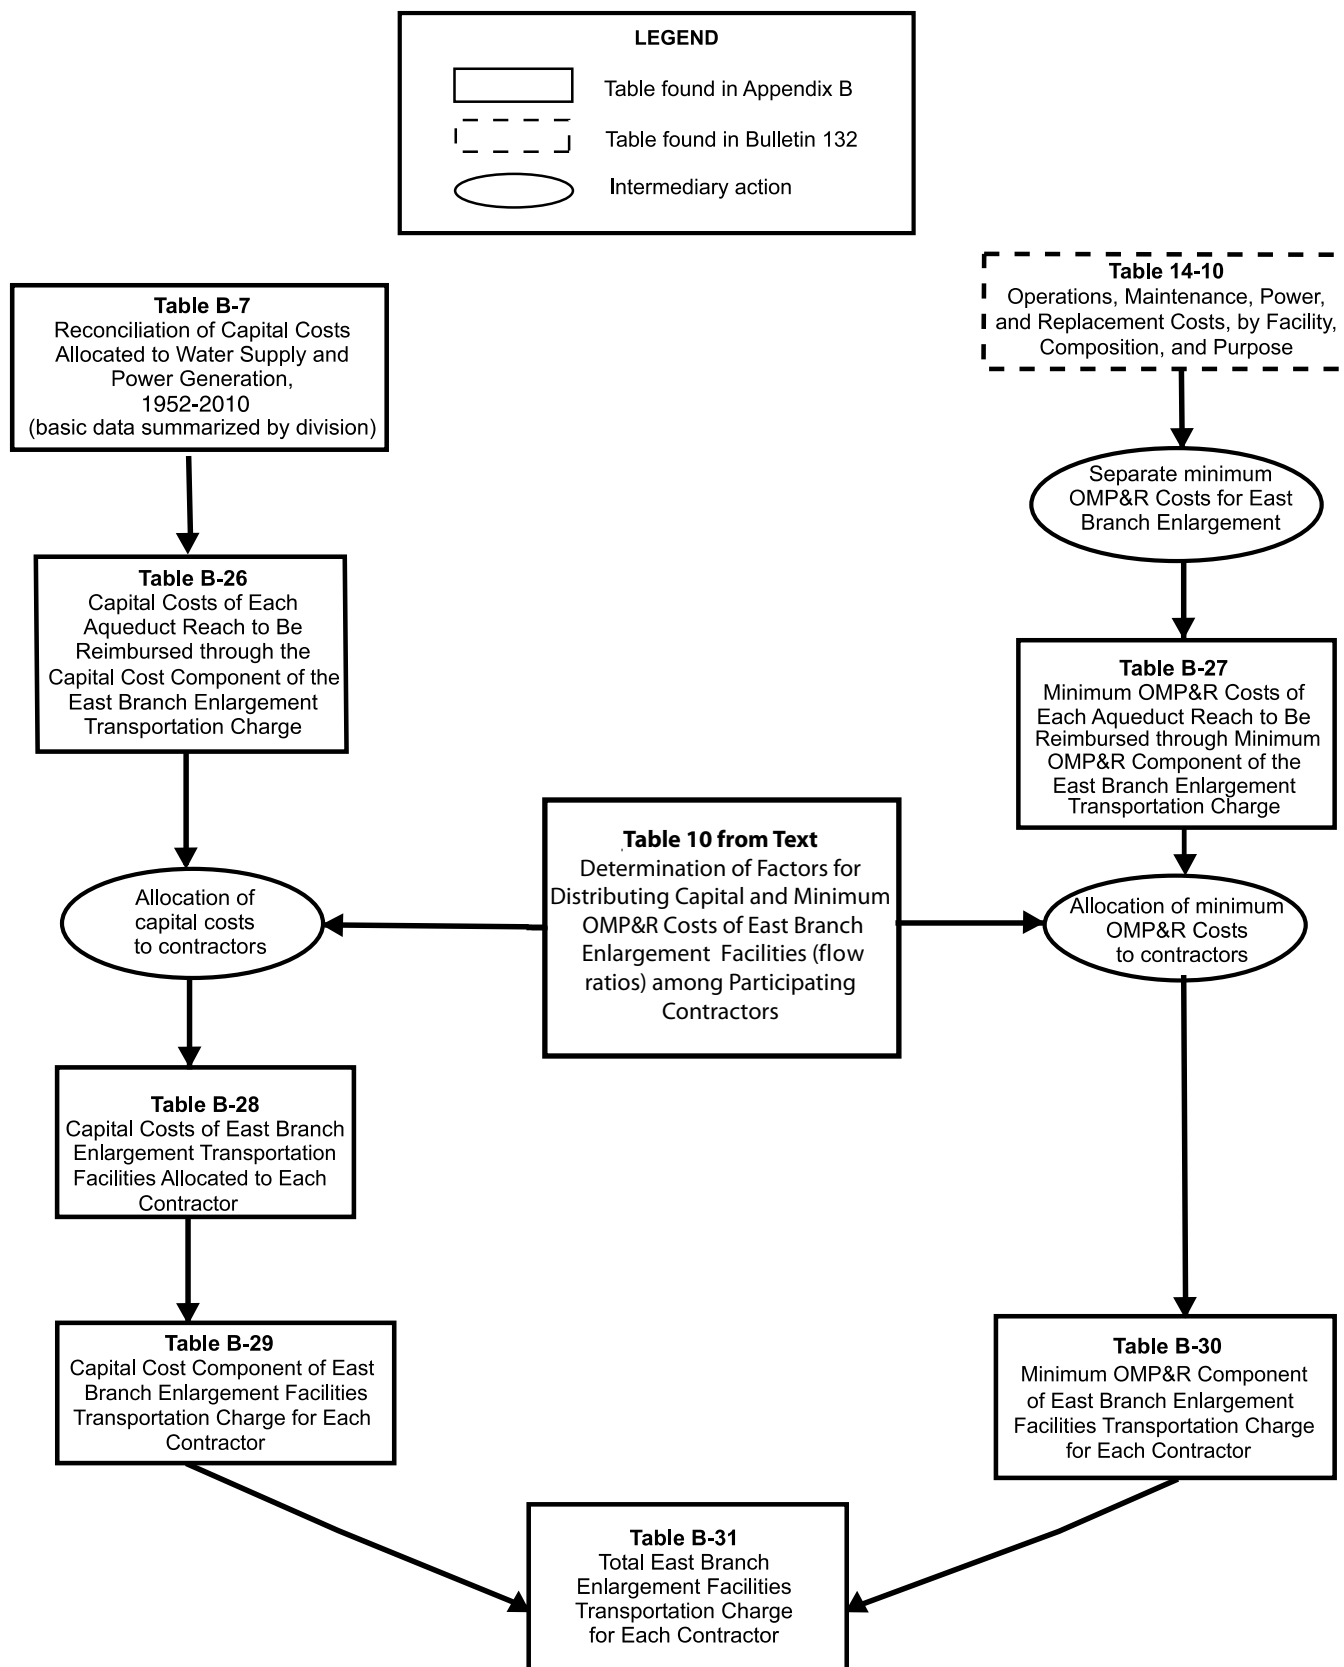 LEGEND
Table found in Appendix B
Table found in Bulletin 132
Intermediary action
Table B-7
Reconciliation of Capital Costs
Allocated to Water Supply and
Power Generation,
1952-2010
(basic data summarized by division)
Table 14-10
Operations, Maintenance, Power,
and Replacement Costs, by Facility,
Composition, and Purpose
Separate minimum
OMP&R Costs for East
Branch Enlargement
Table B-26
Capital Costs of Each
Aqueduct Reach to Be
Reimbursed through the
Capital Cost Component of the
East Branch Enlargement
Transportation Charge
Table B-27
Minimum OMP&R Costs of
Each Aqueduct Reach to Be
Reimbursed through Minimum
OMP&R Component of the
East Branch Enlargement
Transportation Charge
Table 10 from Text
Determination of Factors for
Distributing Capital and Minimum
OMP&R Costs of East Branch
Enlargement Facilities (flow
ratios) among Participating
Contractors
Allocation of
capital costs
to contractors
Allocation of minimum
OMP&R Costs
to contractors
Table B-28
Capital Costs of East Branch
Enlargement Transportation
Facilities Allocated to Each
Contractor
Table B-29
Capital Cost Component of East
Branch Enlargement Facilities
Transportation Charge for Each
Contractor
Table B-30
Minimum OMP&R Component
of East Branch Enlargement
Facilities Transportation Charge
for Each Contractor
Table B-31
Total East Branch
Enlargement Facilities
Transportation Charge
for Each Contractor